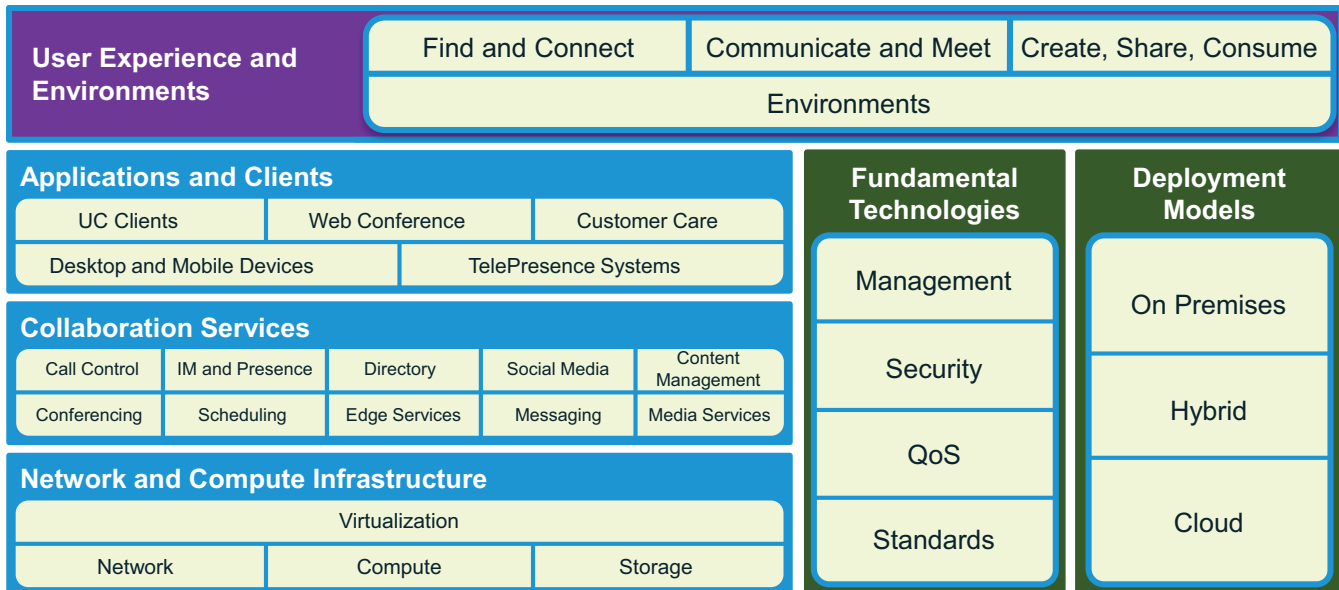 User Experience and
Environments
Find and Connect
Communicate and Meet
Create, Share, Consume
Environments
Applications and Clients
UC Clients
Web Conference
Customer Care
Desktop and Mobile Devices
TelePresence Systems
Collaboration Services
Call Control
IM and Presence
Directory
Social Media
Content
Management
Conferencing
Scheduling
Edge Services
Messaging
Media Services
Network and Compute Infrastructure
Virtualization
Network
Compute
Storage
Fundamental
Technologies
Management
Security
QoS
Standards
Deployment
Models
On Premises
Hybrid
Cloud